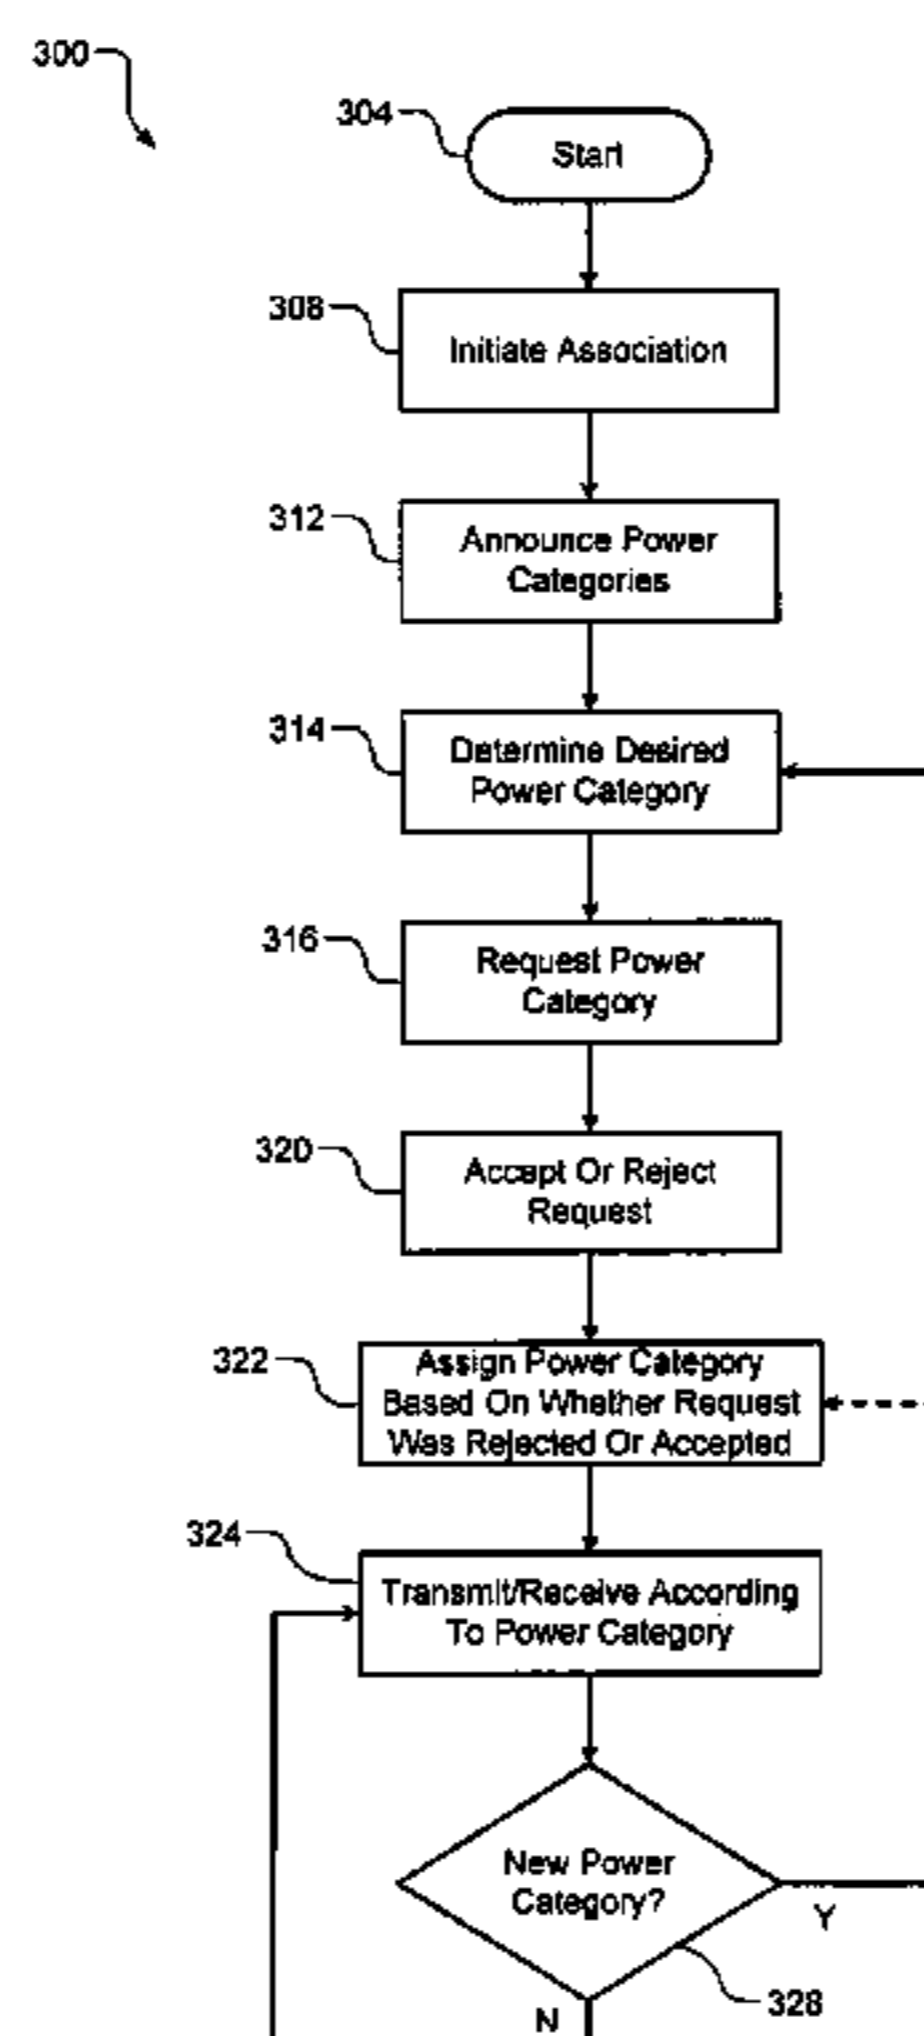 300
304
Start
308
Initiate Association
312
Announce Power
Categories
314
Determine Desired
Power Category
316
Request Power
Category
320
Accept Or Reject
Request
322
Assign Power Category
Based On Whether Request
Was Rejected Or Accepted
324
Transmit/Receive According
To Power Category
New Power
Category?
Y
328
N